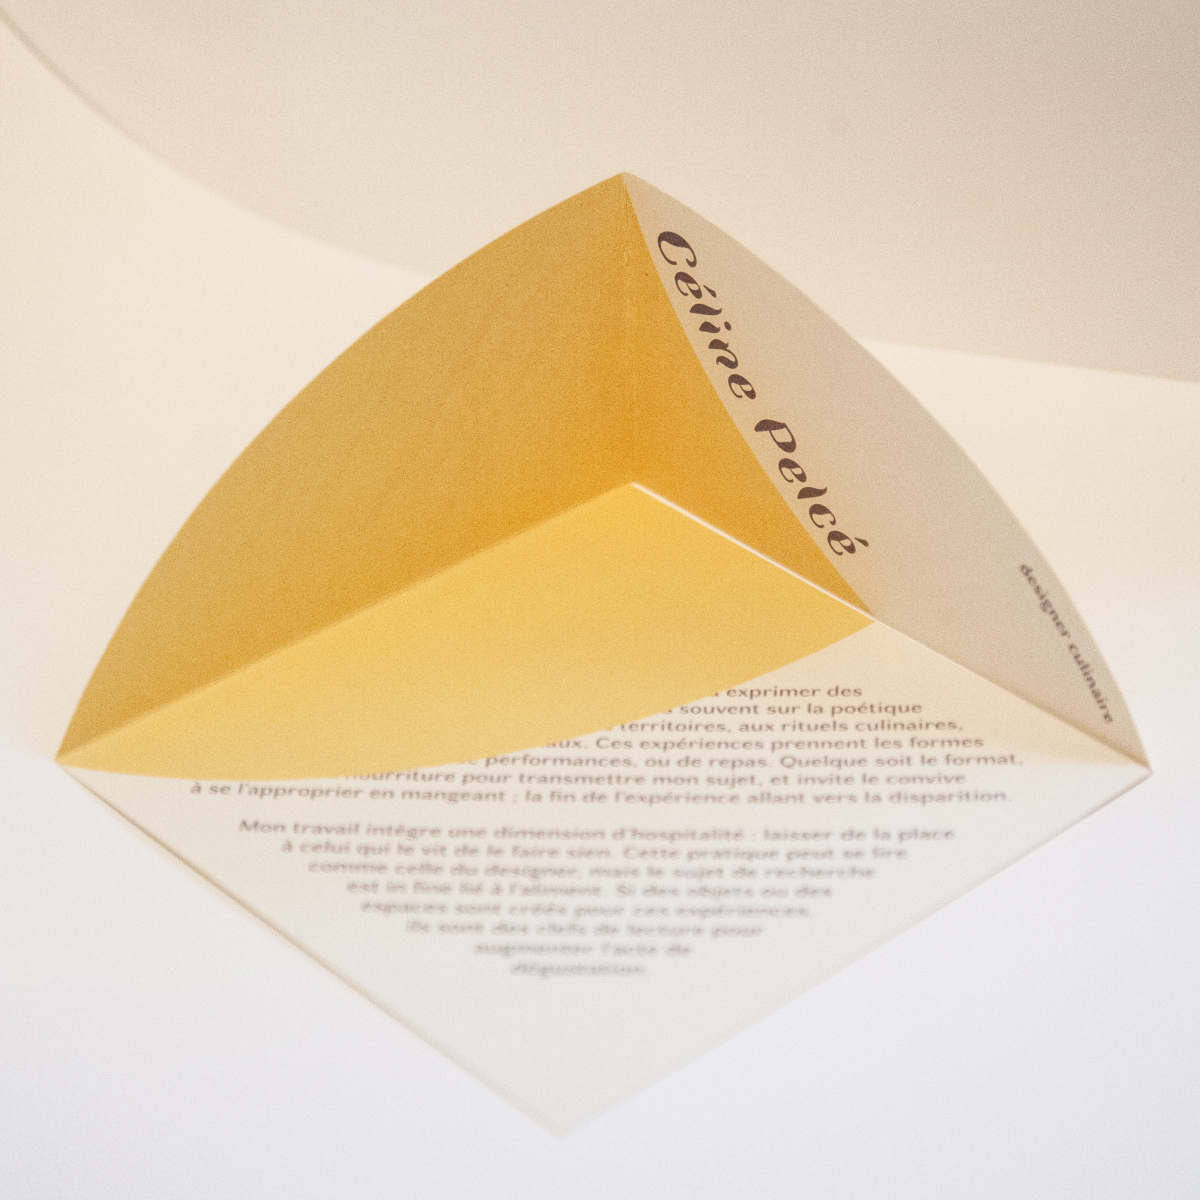 Céline Pelcé
designer culinaire
exprimer des
souvent sur la poétique
territoires, aux rituels culinaires,
Ces expériences prennent les formes
performances, ou de repas. Quelque soit le format,
nourriture pour transmettre mon sujet, et invite le convive
à se l'approprier en mangeant ; la fin de l'expérience allant vers la disparition.
Mon travail intègre une dimension d'hospitalité : laisser de la place
à celui qui le vit de le faire sien. Cette pratique peut se lire
comme celle du designer, mais le sujet de recherche
est in fine lié à l'aliment. Si des objets ou des
espaces sont créés pour ces expériences,
ils sont des clefs de lecture pour
augmenter l'acte de
dégustation.